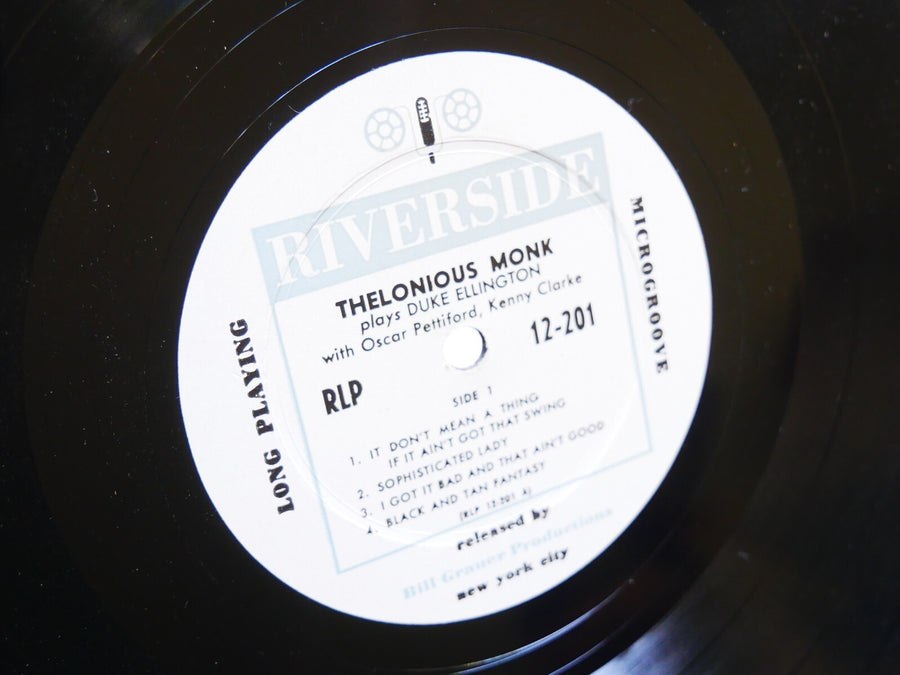 RIVERSIDE
THELONIOUS MONK
plays DUKE ELLINGTON
with Oscar Pettiford, Kenny Clarke
RLP
12-201
LONG PLAYING
MICROGROOVE
SIDE 1
1. IT DON'T MEAN A THING
IF IT AIN'T GOT THAT SWING
2. SOPHISTICATED LADY
3. I GOT IT BAD AND THAT AIN'T GOOD
4. BLACK AND TAN FANTASY
(RLP 12-201 A)
released by
Bill Grauer Productions
new york city